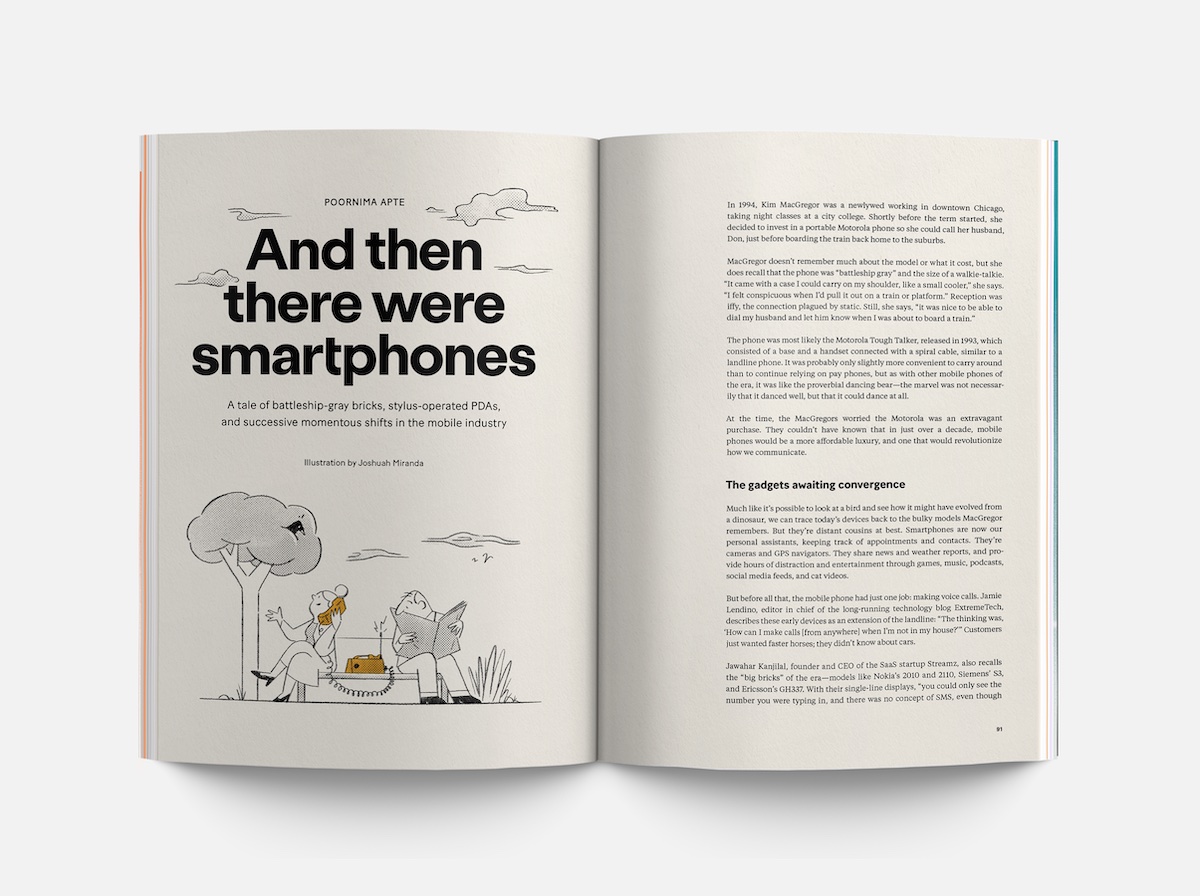 POORNIMA APTE
And then
there were
smartphones
A tale of battleship-gray bricks, stylus-operated PDAs,
and successive momentous shifts in the mobile industry
Illustration by Joshuah Miranda
In 1994, Kim MacGregor was a newlywed working in downtown Chicago,
taking night classes at a city college. Shortly before the term started, she
decided to invest in a portable Motorola phone so she could call her husband,
Don, just before boarding the train back home to the suburbs.
MacGregor doesn’t remember much about the model or what it cost, but she
does recall that the phone was “battleship gray” and the size of a walkie-talkie.
“It came with a case I could carry on my shoulder, like a small cooler,” she says.
“I felt conspicuous when I’d pull it out on a train or platform.” Reception was
iffy, the connection plagued by static. Still, she says, “it was nice to be able to
dial my husband and let him know when I was about to board a train.”
The phone was most likely the Motorola Tough Talker, released in 1993, which
consisted of a base and a handset connected with a spiral cable, similar to a
landline phone. It was probably only slightly more convenient to carry around
than to continue relying on pay phones, but as with other mobile phones of
the era, it was like the proverbial dancing bear—the marvel was not necessar-
ily that it danced well, but that it could dance at all.
At the time, the MacGregors worried the Motorola was an extravagant
purchase. They couldn’t have known that in just over a decade, mobile
phones would be a more affordable luxury, and one that would revolutionize
how we communicate.
The gadgets awaiting convergence
Much like it’s possible to look at a bird and see how it might have evolved from
a dinosaur, we can trace today’s devices back to the bulky models MacGregor
remembers. But they’re distant cousins at best. Smartphones are now our
personal assistants, keeping track of appointments and contacts. They’re
cameras and GPS navigators. They share news and weather reports, and pro-
vide hours of distraction and entertainment through games, music, podcasts,
social media feeds, and cat videos.
But before all that, the mobile phone had just one job: making voice calls. Jamie
Lendino, editor in chief of the long-running technology blog ExtremeTech,
describes these early devices as an extension of the landline: “The thinking was,
‘How can I make calls [from anywhere] when I’m not in my house?’” Customers
just wanted faster horses; they didn’t know about cars.
Jawahar Kanjilal, founder and CEO of the SaaS startup Streamz, also recalls
the “big bricks” of the era—models like Nokia’s 2010 and 2110, Siemens’ S3,
and Ericsson’s GH337. With their single-line displays, “you could only see the
number you were typing in, and there was no concept of SMS, even though
91